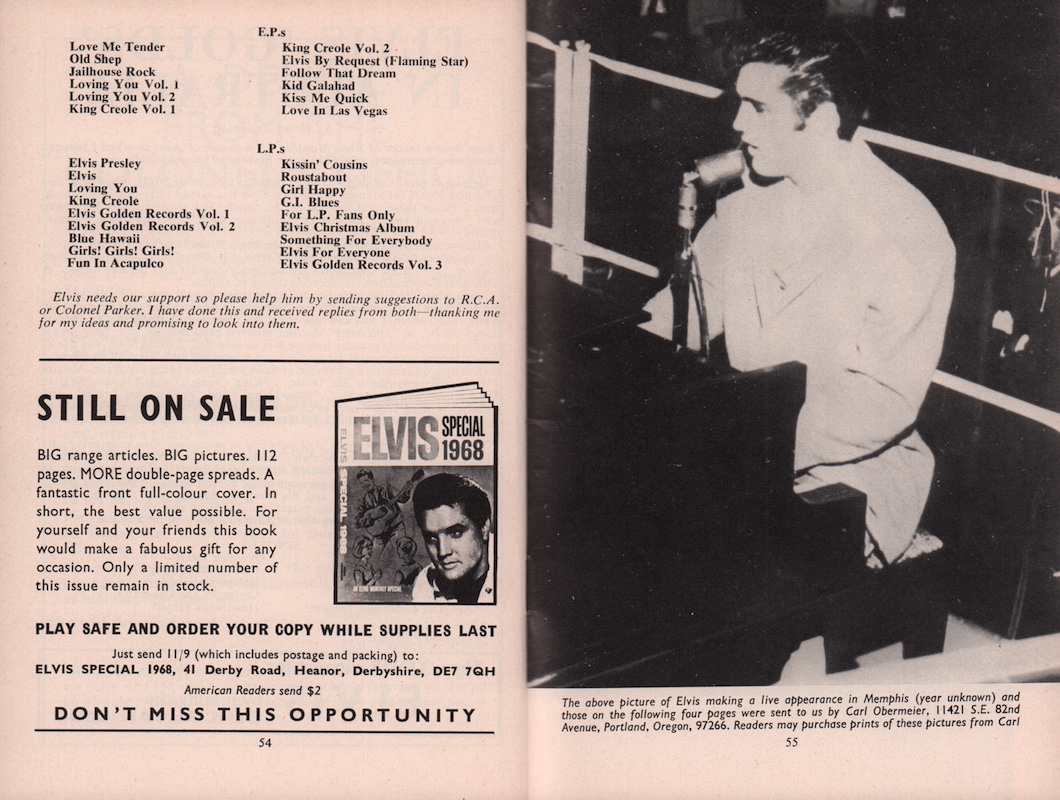 E.P.s
Love Me Tender
Old Shep
Jailhouse Rock
Loving You Vol. 1
Loving You Vol. 2
King Creole Vol. 1
King Creole Vol. 2
Elvis By Request (Flaming Star)
Follow That Dream
Kid Galahad
Kiss Me Quick
Love In Las Vegas
L.P.s
Elvis Presley
Elvis
Loving You
King Creole
Elvis Golden Records Vol. 1
Elvis Golden Records Vol. 2
Blue Hawaii
Girls! Girls! Girls!
Fun In Acapulco
Kissin' Cousins
Roustabout
Girl Happy
G.I. Blues
For L.P. Fans Only
Elvis Christmas Album
Something For Everybody
Elvis For Everyone
Elvis Golden Records Vol. 3
Elvis needs our support so please help him by sending suggestions to R.C.A.
or Colonel Parker. I have done this and received replies from both—thanking me
for my ideas and promising to look into them.
STILL ON SALE
BIG range articles. BIG pictures. 112
pages. MORE double-page spreads. A
fantastic front full-colour cover. In
short, the best value possible. For
yourself and your friends this book
would make a fabulous gift for any
occasion. Only a limited number of
this issue remain in stock.
ELVIS SPECIAL 1968
ELVIS SPECIAL
1968
AN ELVIS MONTHLY SPECIAL
PLAY SAFE AND ORDER YOUR COPY WHILE SUPPLIES LAST
Just send 11/9 (which includes postage and packing) to:
ELVIS SPECIAL 1968, 41 Derby Road, Heanor, Derbyshire, DE7 7QH
American Readers send $2
DON'T MISS THIS OPPORTUNITY
54
The above picture of Elvis making a live appearance in Memphis (year unknown) and
those on the following four pages were sent to us by Carl Obermeier, 11421 S.E. 82nd
Avenue, Portland, Oregon, 97266. Readers may purchase prints of these pictures from Carl
55